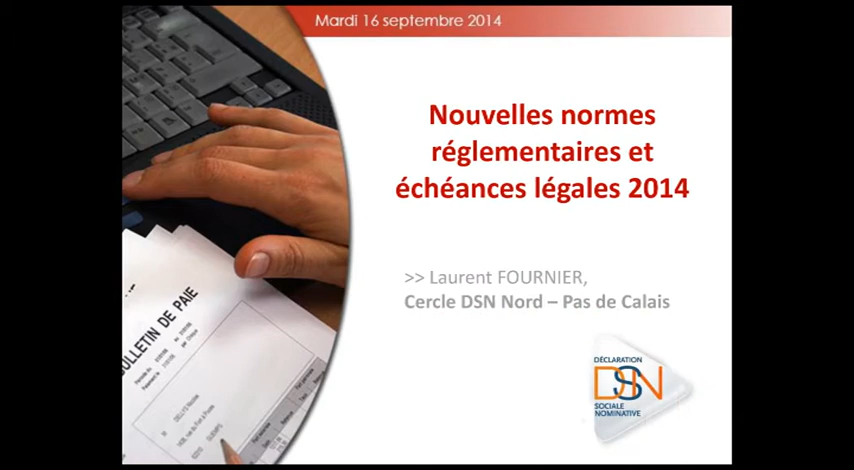 Mardi 16 septembre 2014
Nouvelles normes
réglementaires et
échéances légales 2014
>> Laurent FOURNIER,
Cercle DSN Nord – Pas de Calais
DÉCLARATION
DSN
SOCIALE
NOMINATIVE
BULLETIN DE PAIE